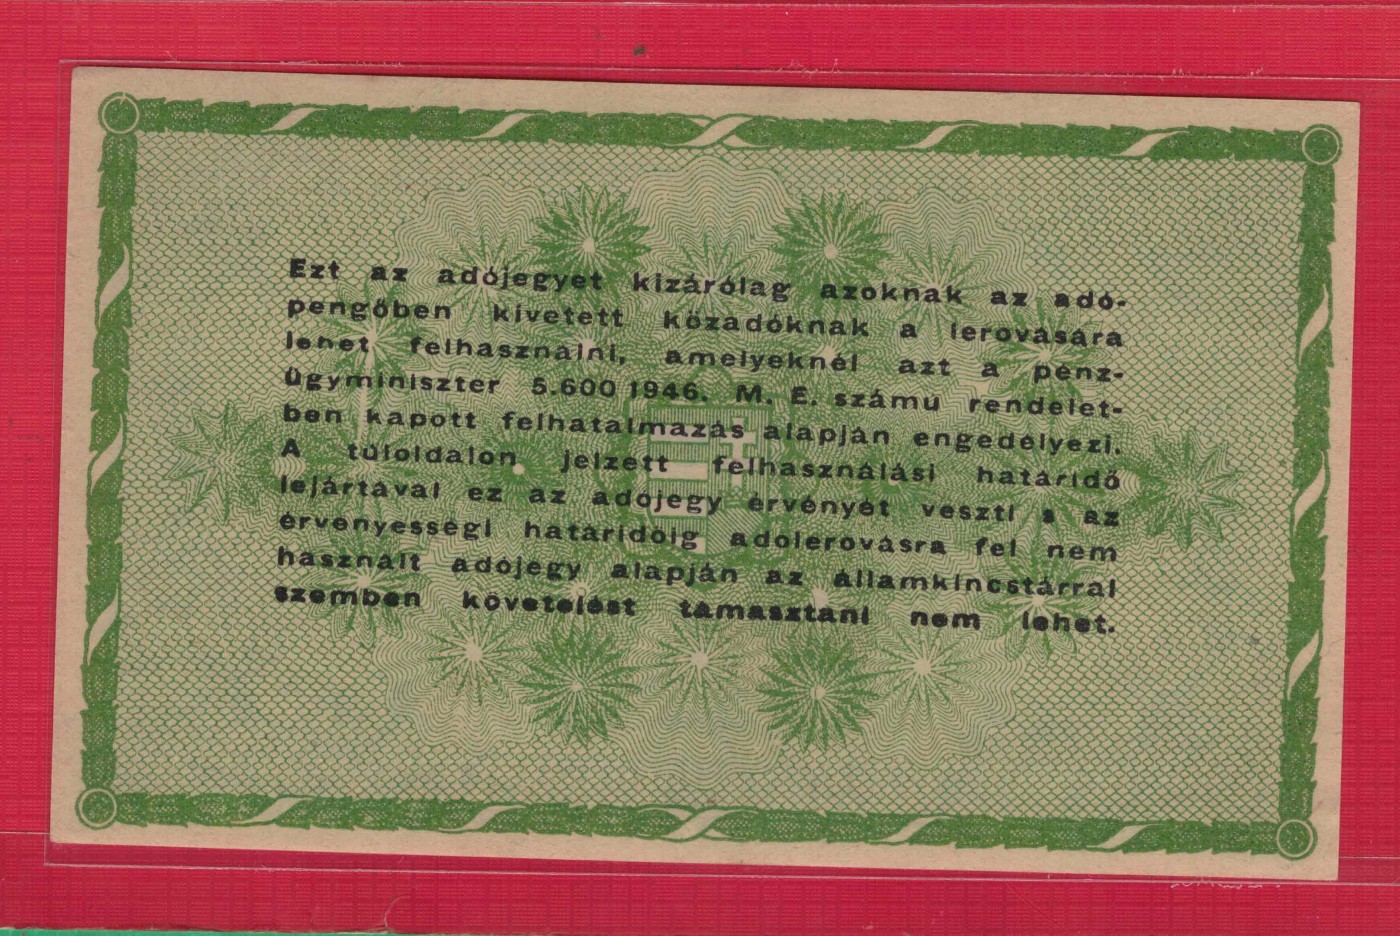 Ezt az adójegyet kizárólag azoknak az adó-
pengőben kivetett közadóknak a lerovására
lehet felhasználni, amelyeknél azt a pénz-
ügyminiszter 5.600 1946. M. E. számu rendelet-
ben kapott felhatalmazás alapján engedélyezi.
A túloldalon jelzett felhasználási határidő
lejártával ez az adójegy érvényét veszti s az
érvényességi határidőig adólerovásra fel nem
használt adójegy alapján az államkincstárral
szemben követelést támasztani nem lehet.